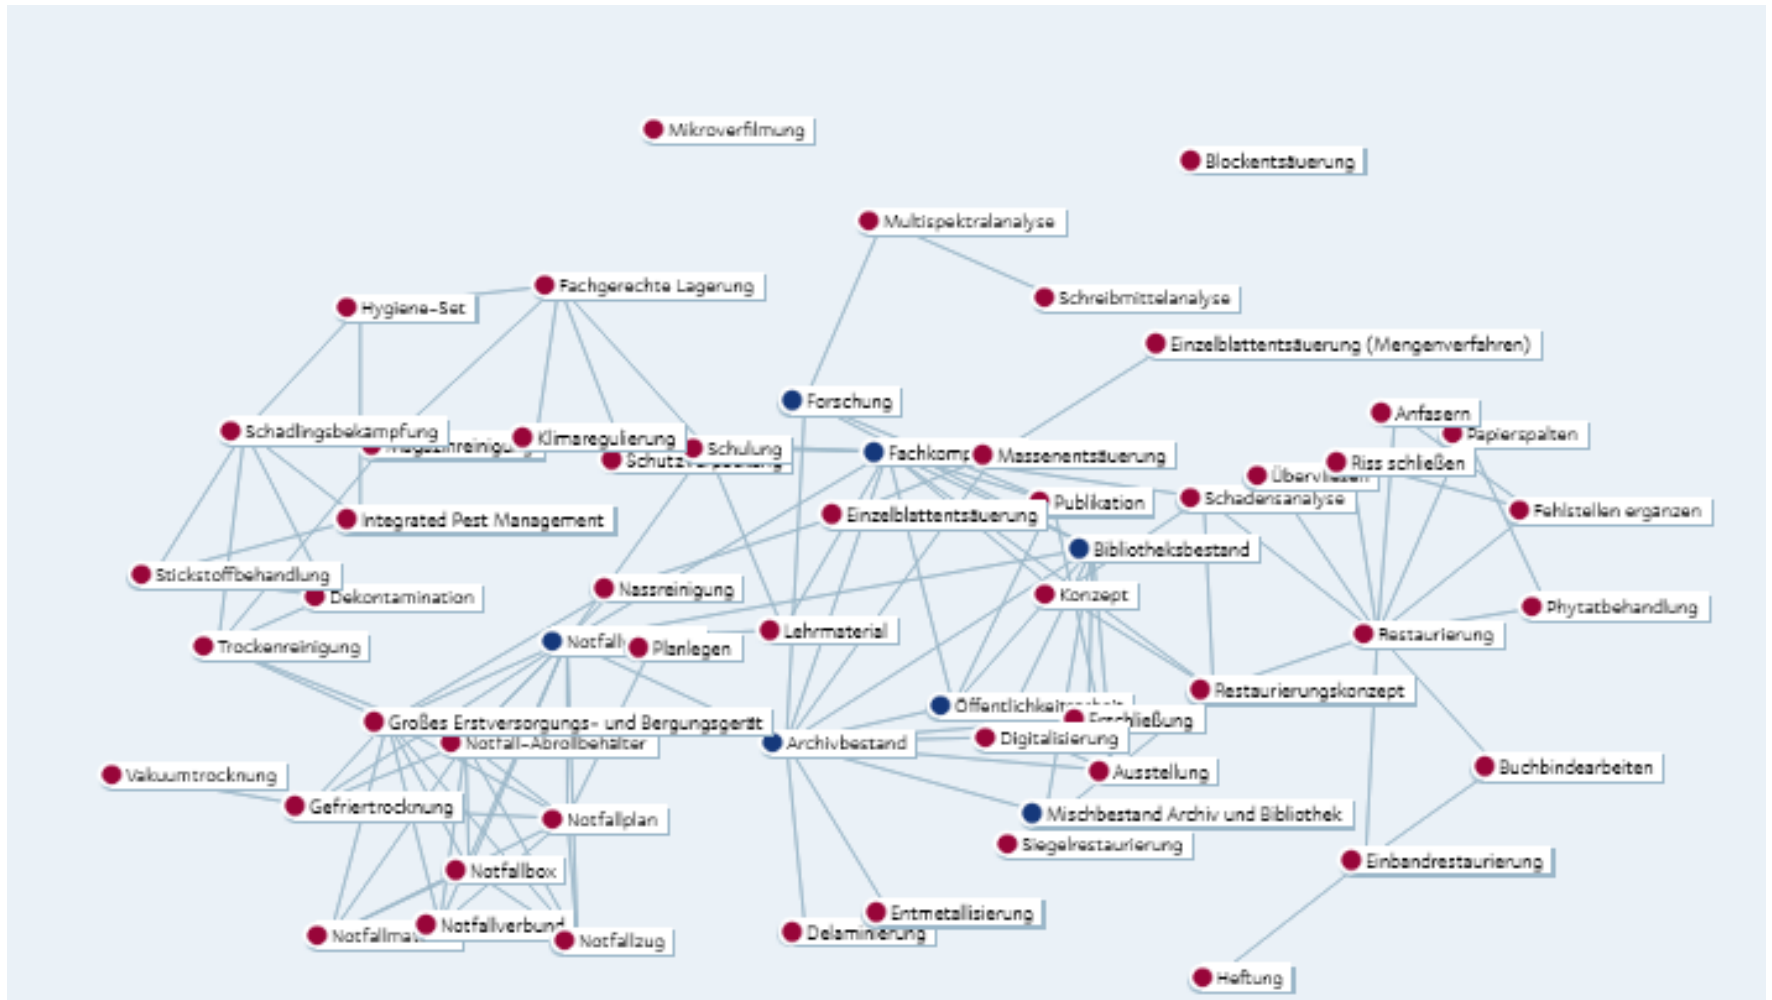 Mikroverfilmung
Blockentsäuerung
Multispektralanalyse
Fachgerechte Lagerung
Schreibmittelanalyse
Hygiene-Set
Einzelblattentsäuerung (Mengenverfahren)
Forschung
Anfasern
Papierspalten
Schädlingsbekämpfung
Klimaregulierung
Schulung
Massenentsäuerung
Riss schließen
Schadensanalyse
Publikation
Fehlstellen ergänzen
Einzelblattentsäuerung
Integrated Pest Management
Bibliotheksbestand
Stickstoffbehandlung
Dekontamination
Nassreinigung
Konzept
Phytatbehandlung
Lehrmaterial
Restaurierung
Trockenreinigung
Planlegen
Restaurierungskonzept
Großes Erstversorgungs- und Bergungsgerät
Erschließung
Digitalisierung
Notfall-Abrollbehälter
Archivbestand
Ausstellung
Buchbindearbeiten
Vakuumtrocknung
Gefriertrocknung
Mischbestand Archiv und Bibliothek
Notfallplan
Siegelrestaurierung
Einbandrestaurierung
Notfallbox
Entmetallisierung
Notfallverbund
Delaminierung
Notfallzug
Heftung